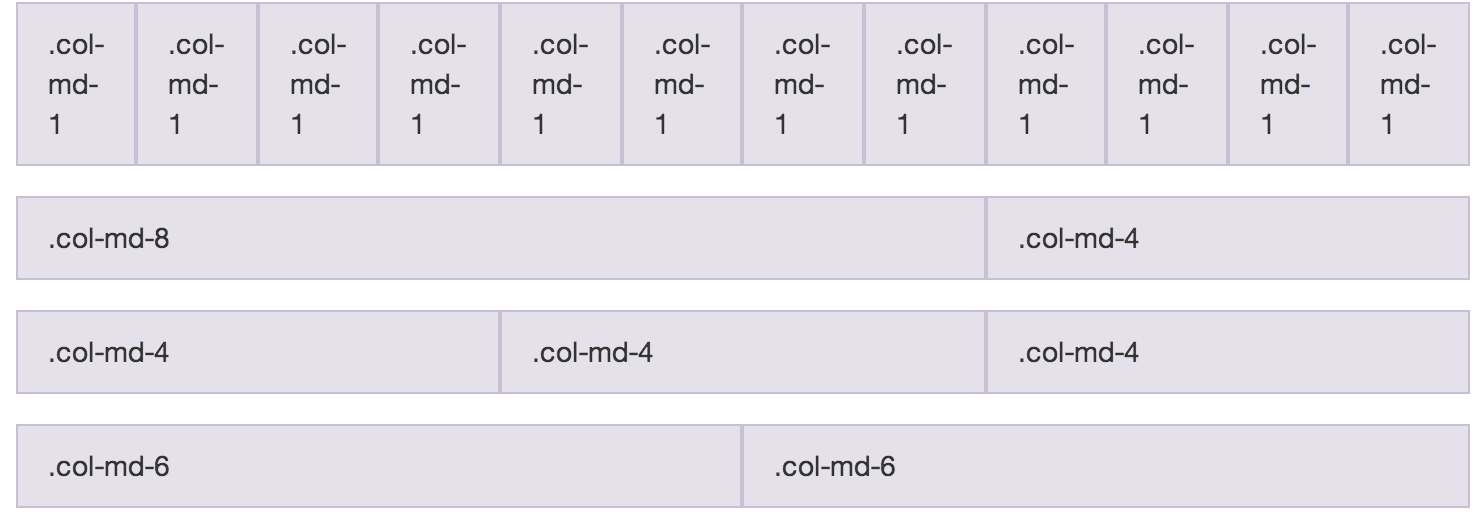 .col- .col- .col- .col- .col- .col- .col- .col- .col- .col- .col- .col-
md- md- md- md- md- md- md- md- md- md- md- md-
1 1 1 1 1 1 1 1 1 1 1 1
.col-md-8 .col-md-4
.col-md-4 .col-md-4 .col-md-4
.col-md-6 .col-md-6